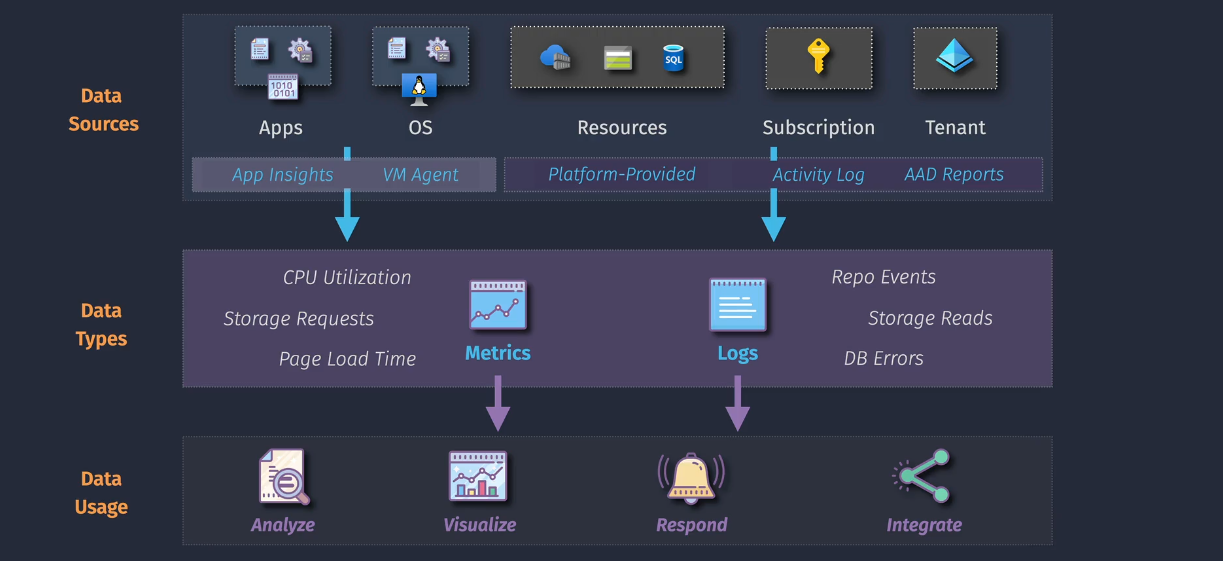 Data
Sources
SQL
1010
0101
Apps
OS
Resources
Subscription
Tenant
App Insights
VM Agent
Platform-Provided
Activity Log
AAD Reports
Data
Types
CPU Utilization
Storage Requests
Page Load Time
Metrics
Logs
Repo Events
Storage Reads
DB Errors
Data
Usage
Analyze
Visualize
Respond
Integrate